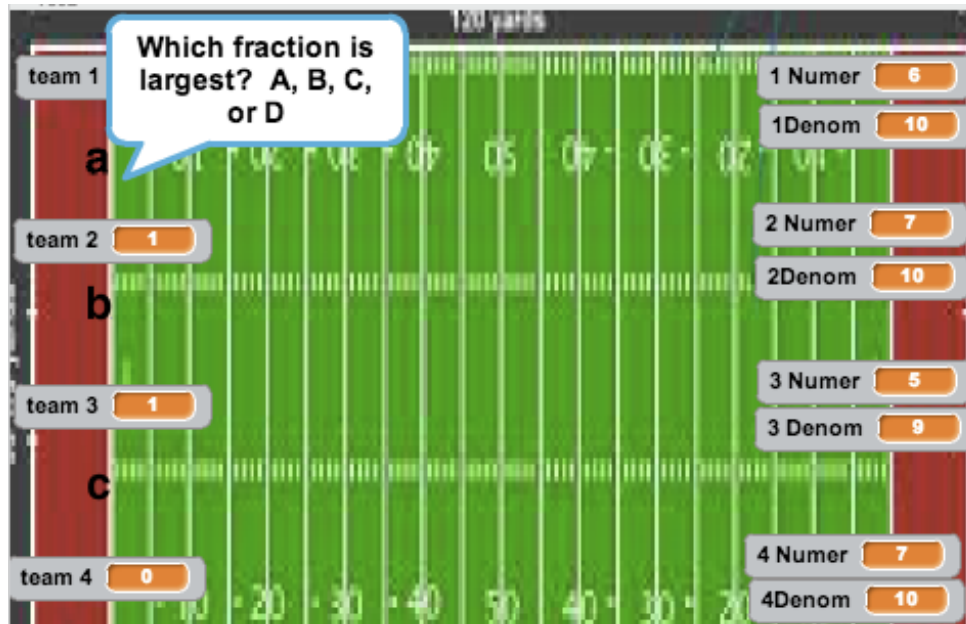 120 yards
Which fraction is
largest? A, B, C,
or D
team 1
1 Numer 6
1Denom 10
a
team 2 1
2 Numer 7
2Denom 10
b
team 3 1
3 Numer 5
3 Denom 9
c
team 4 0
4 Numer 7
4Denom 10
10 20 30 40 50 40 30 20